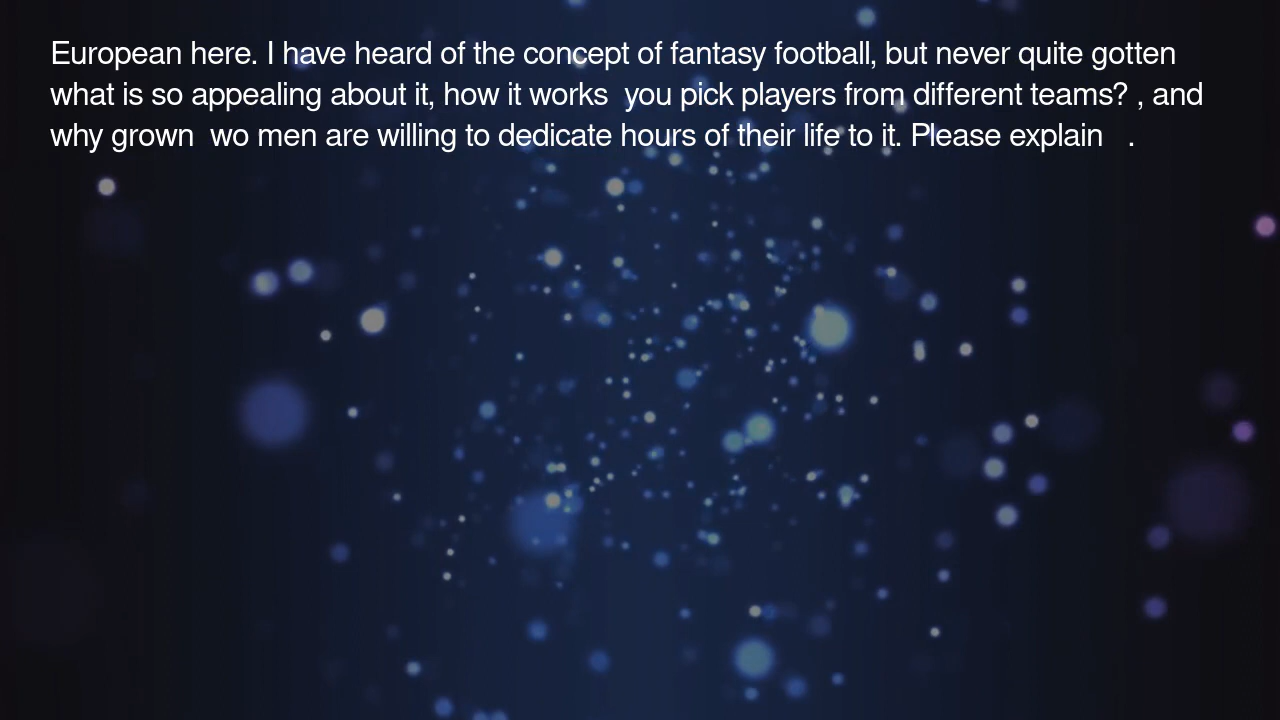 European here. I have heard of the concept of fantasy football, but never quite gotten
what is so appealing about it, how it works  you pick players from different teams? , and
why grown  wo men are willing to dedicate hours of their life to it. Please explain   .